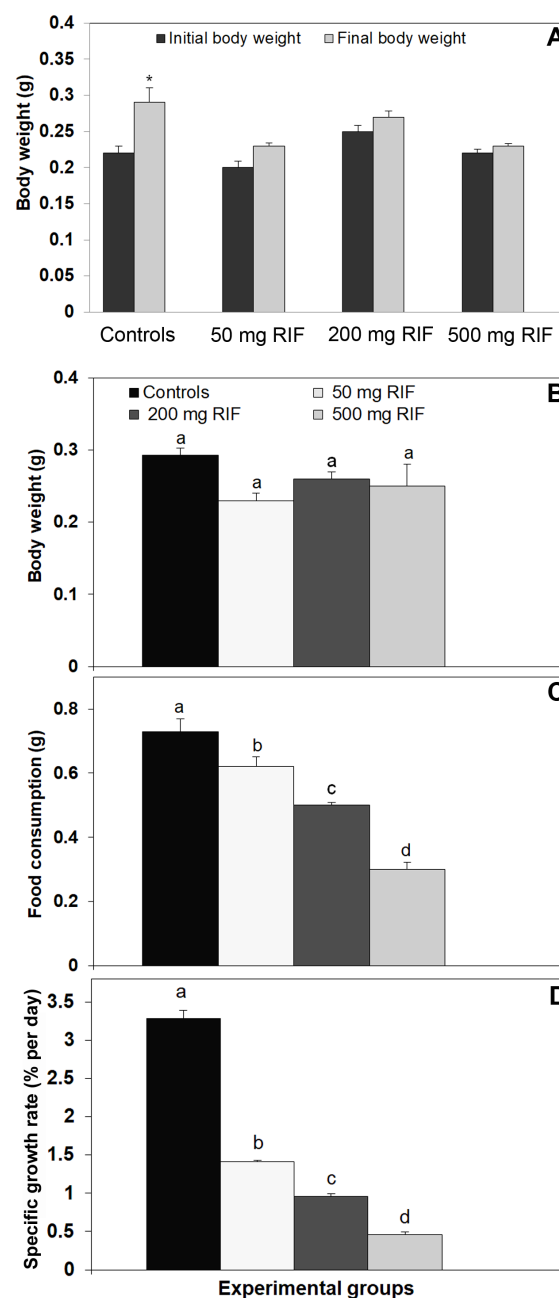 A
Initial body weight Final body weight
Body weight (g)
0.4
0.35
0.3
0.25
0.2
0.15
0.1
0.05
0
*
Controls 50 mg RIF 200 mg RIF 500 mg RIF
B
Controls 50 mg RIF
200 mg RIF 500 mg RIF
Body weight (g)
0.4
0.3
0.2
0.1
0
a a a a
Food consumption (g)
0.8
0.6
0.4
0.2
0
a b c d
Specific growth rate (% per day)
3.5
3
2.5
2
1.5
1
0.5
0
a b c d
Experimental groups